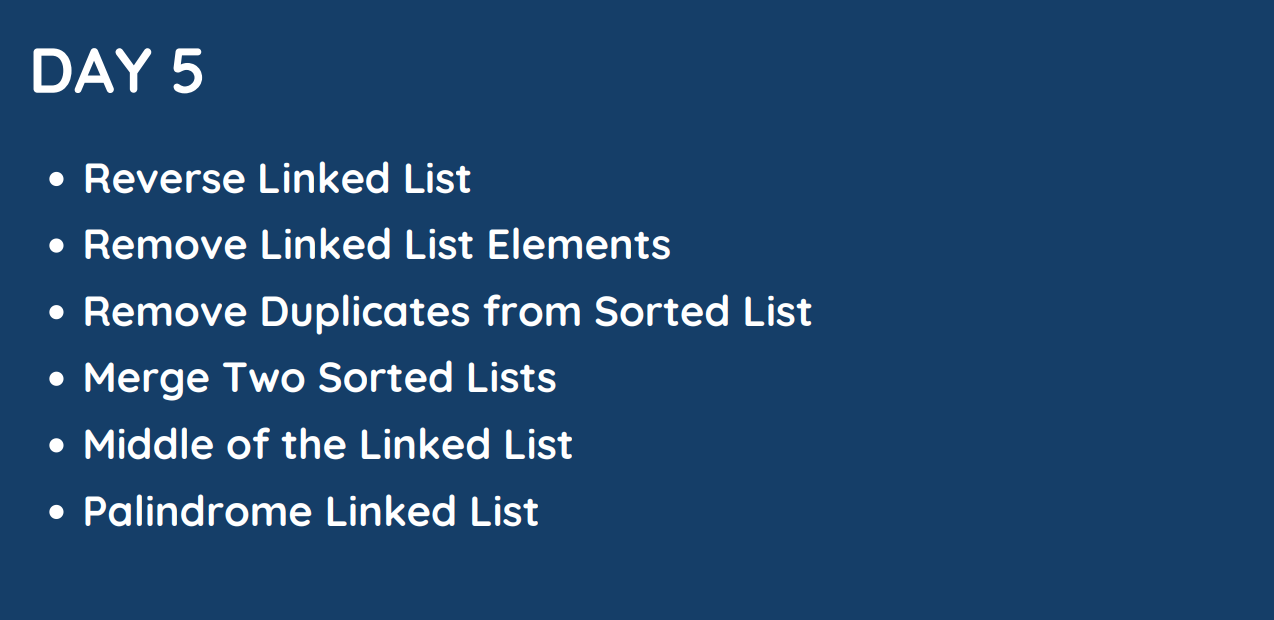 DAY 5
• Reverse Linked List
• Remove Linked List Elements
• Remove Duplicates from Sorted List
• Merge Two Sorted Lists
• Middle of the Linked List
• Palindrome Linked List